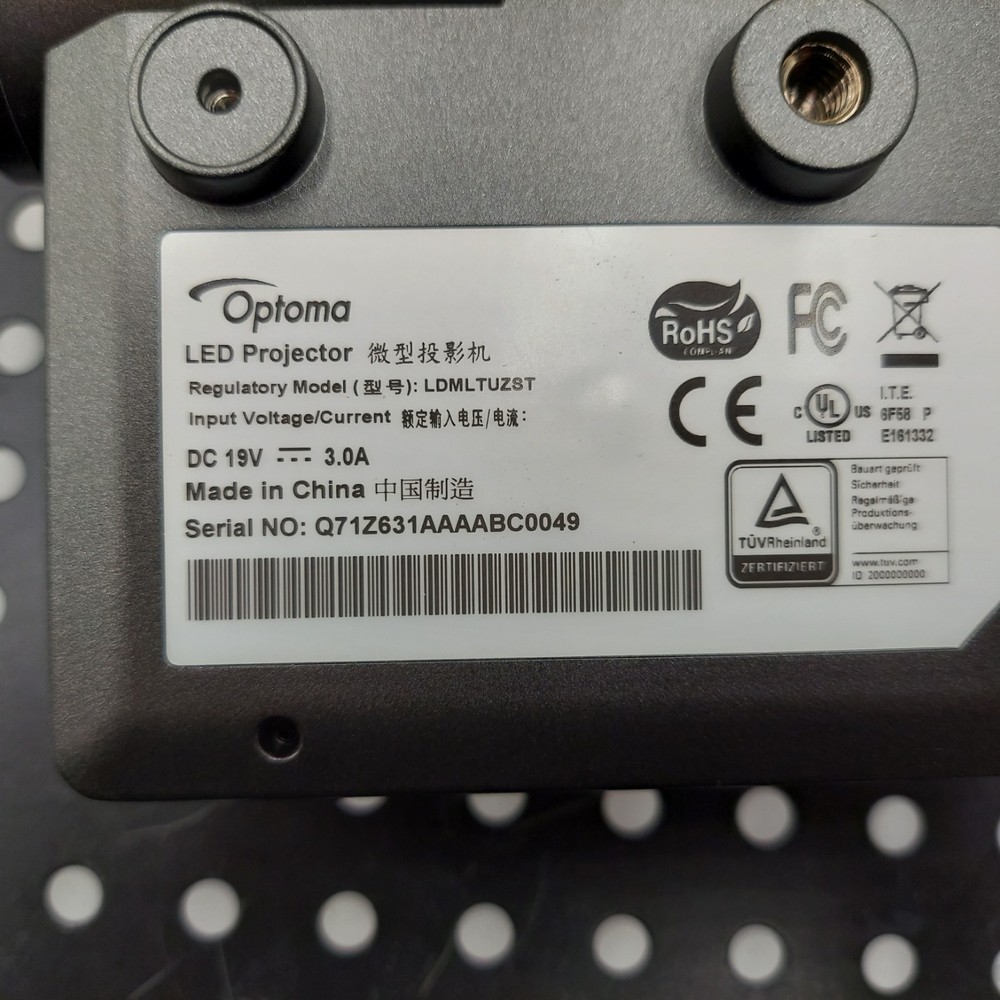 Optoma
LED Projector 微型投影机
Regulatory Model (型号): LDMLTUZST
Input Voltage/Current 额定输入电压/电流:
DC 19V 3.0A
Made in China 中国制造
Serial NO: Q71Z631AAAABC0049
RoHS
COMPLIANT
FC
CE
C UL US
LISTED
I.T.E.
6F58 P
E161332
TÜVRheinland
®
ZERTIFIZIERT
Bauart geprüft
Sicherheit
Regelmäßige
Produktions-
überwachung
www.tuv.com
ID 2000000000